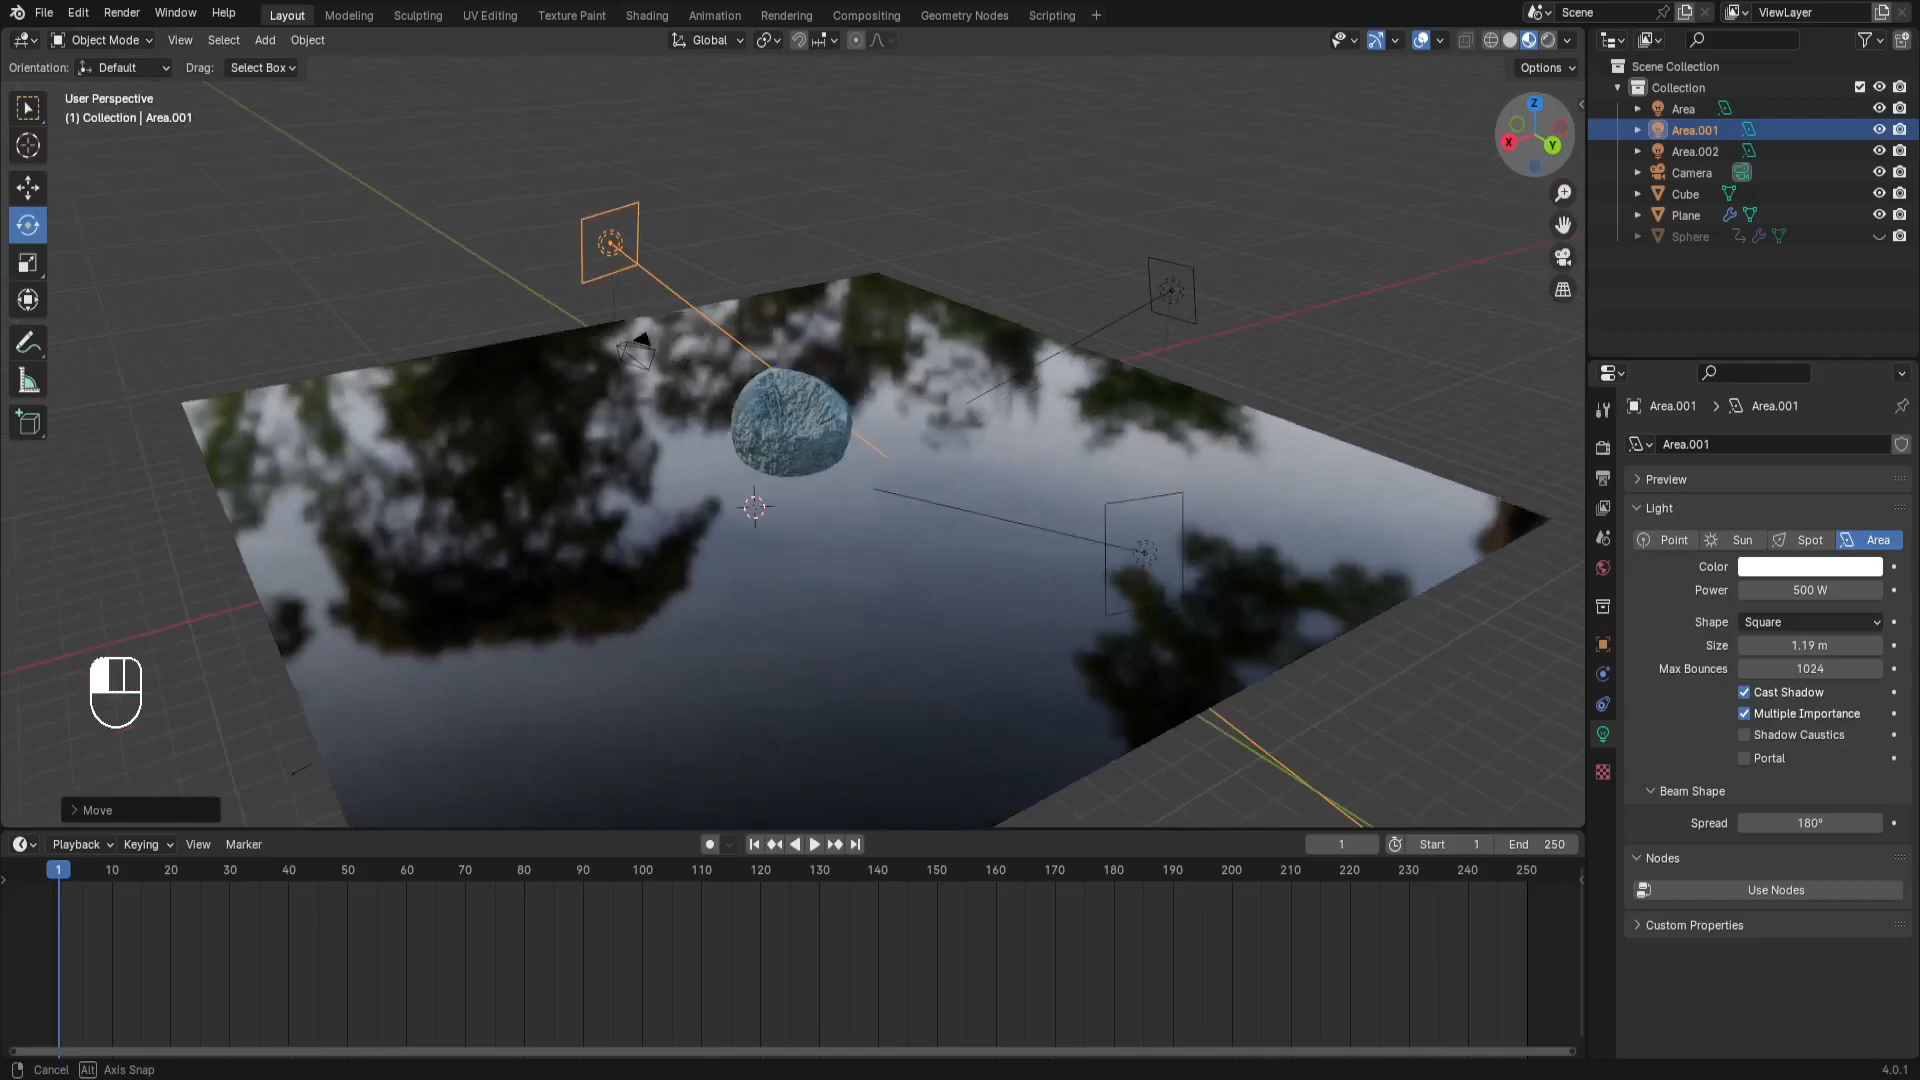 File Edit Render Window Help Layout Modeling Sculpting UV Editing Texture Paint Shading Animation Rendering Compositing Geometry Nodes Scripting + Scene ViewLayer
Object Mode View Select Add Object Global
Orientation: Default Drag: Select Box Options
User Perspective
(1) Collection | Area.001
Z
X
Y
Scene Collection
Collection
Area
Area.001
Area.002
Camera
Cube
Plane
Sphere
Area.001 > Area.001
Area.001
Preview
Light
Point Sun Spot Area
Color
Power 500 W
Shape Square
Size 1.19 m
Max Bounces 1024
Cast Shadow
Multiple Importance
Shadow Caustics
Portal
Beam Shape
Spread 180°
Nodes
Use Nodes
Custom Properties
Move
Playback Keying View Marker 1 Start 1 End 250
1 10 20 30 40 50 60 70 80 90 100 110 120 130 140 150 160 170 180 190 200 210 220 230 240 250
Cancel Alt Axis Snap 4.0.1